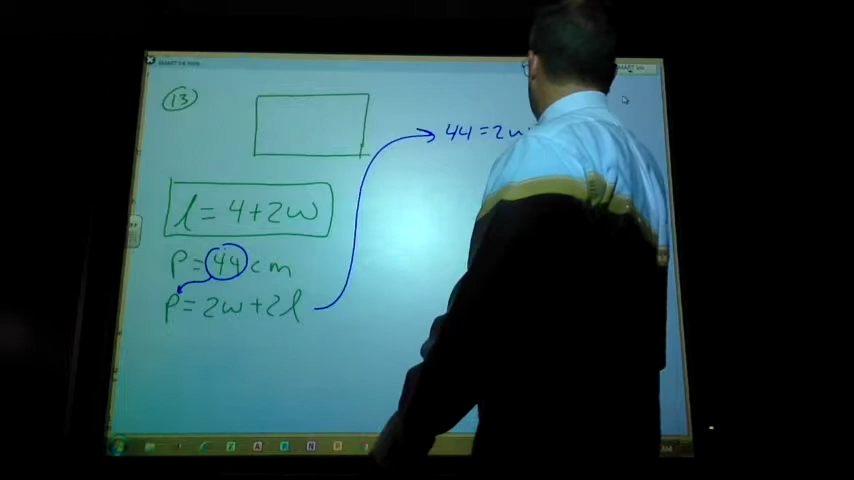 13
44 = 2w
l = 4 + 2w
P = 44 cm
P = 2w + 2l